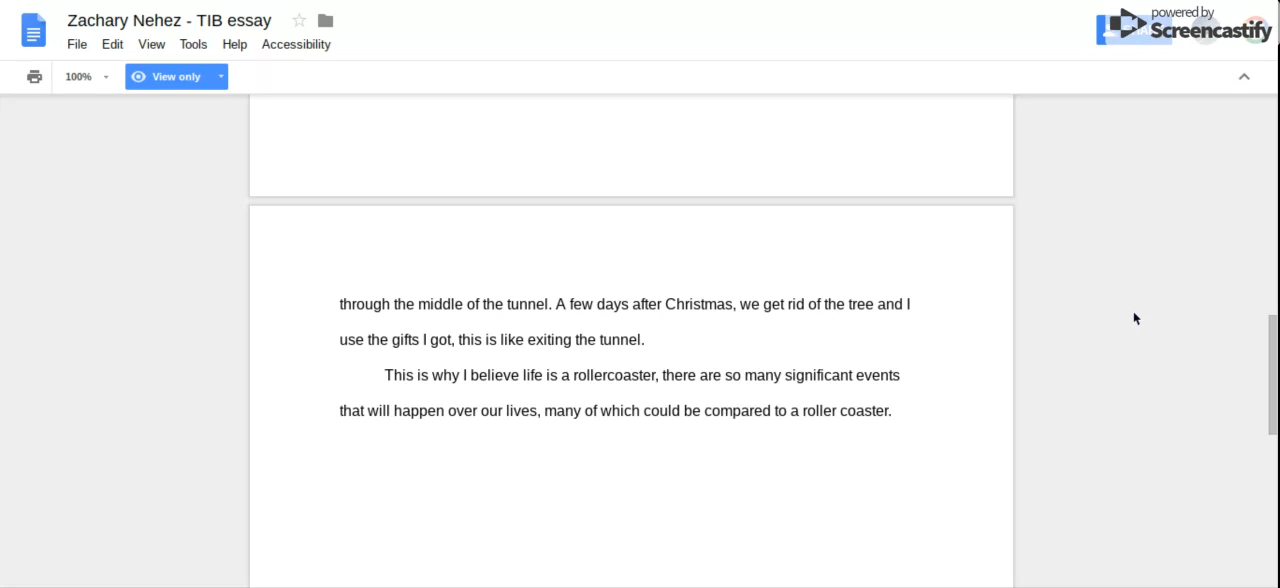 Zachary Nehez - TIB essay
powered by
Screencastify
File Edit View Tools Help Accessibility
100% View only
through the middle of the tunnel. A few days after Christmas, we get rid of the tree and I
use the gifts I got, this is like exiting the tunnel.
This is why I believe life is a rollercoaster, there are so many significant events
that will happen over our lives, many of which could be compared to a roller coaster.